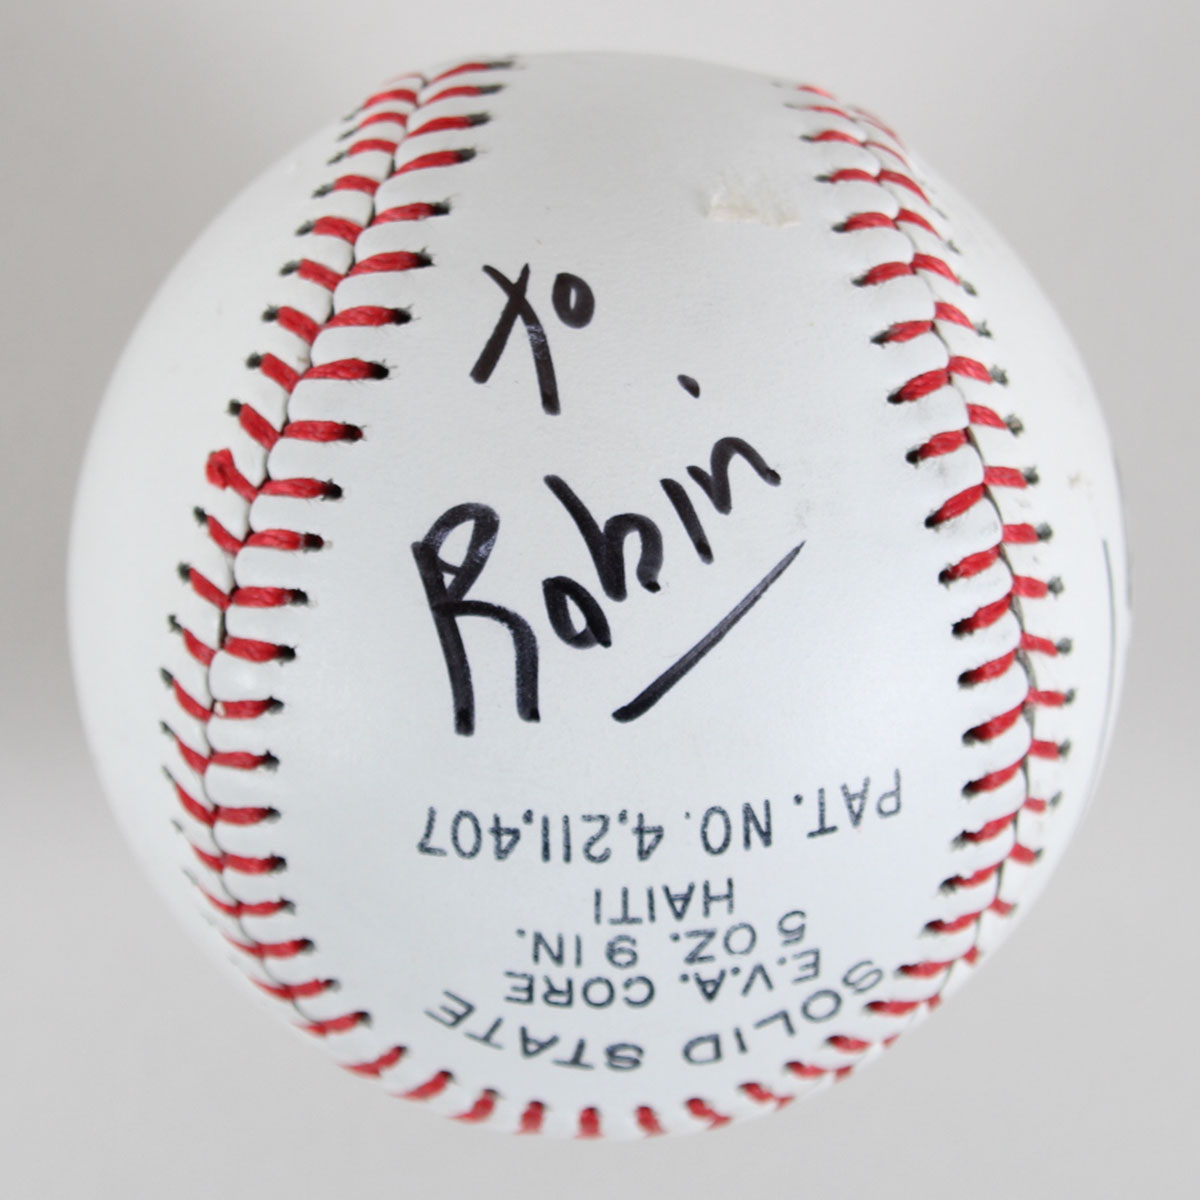 xo
Robin
SOLID STATE
E.V.A. CORE
5 OZ. 9 IN.
HAITI
PAT. NO. 4,211,407